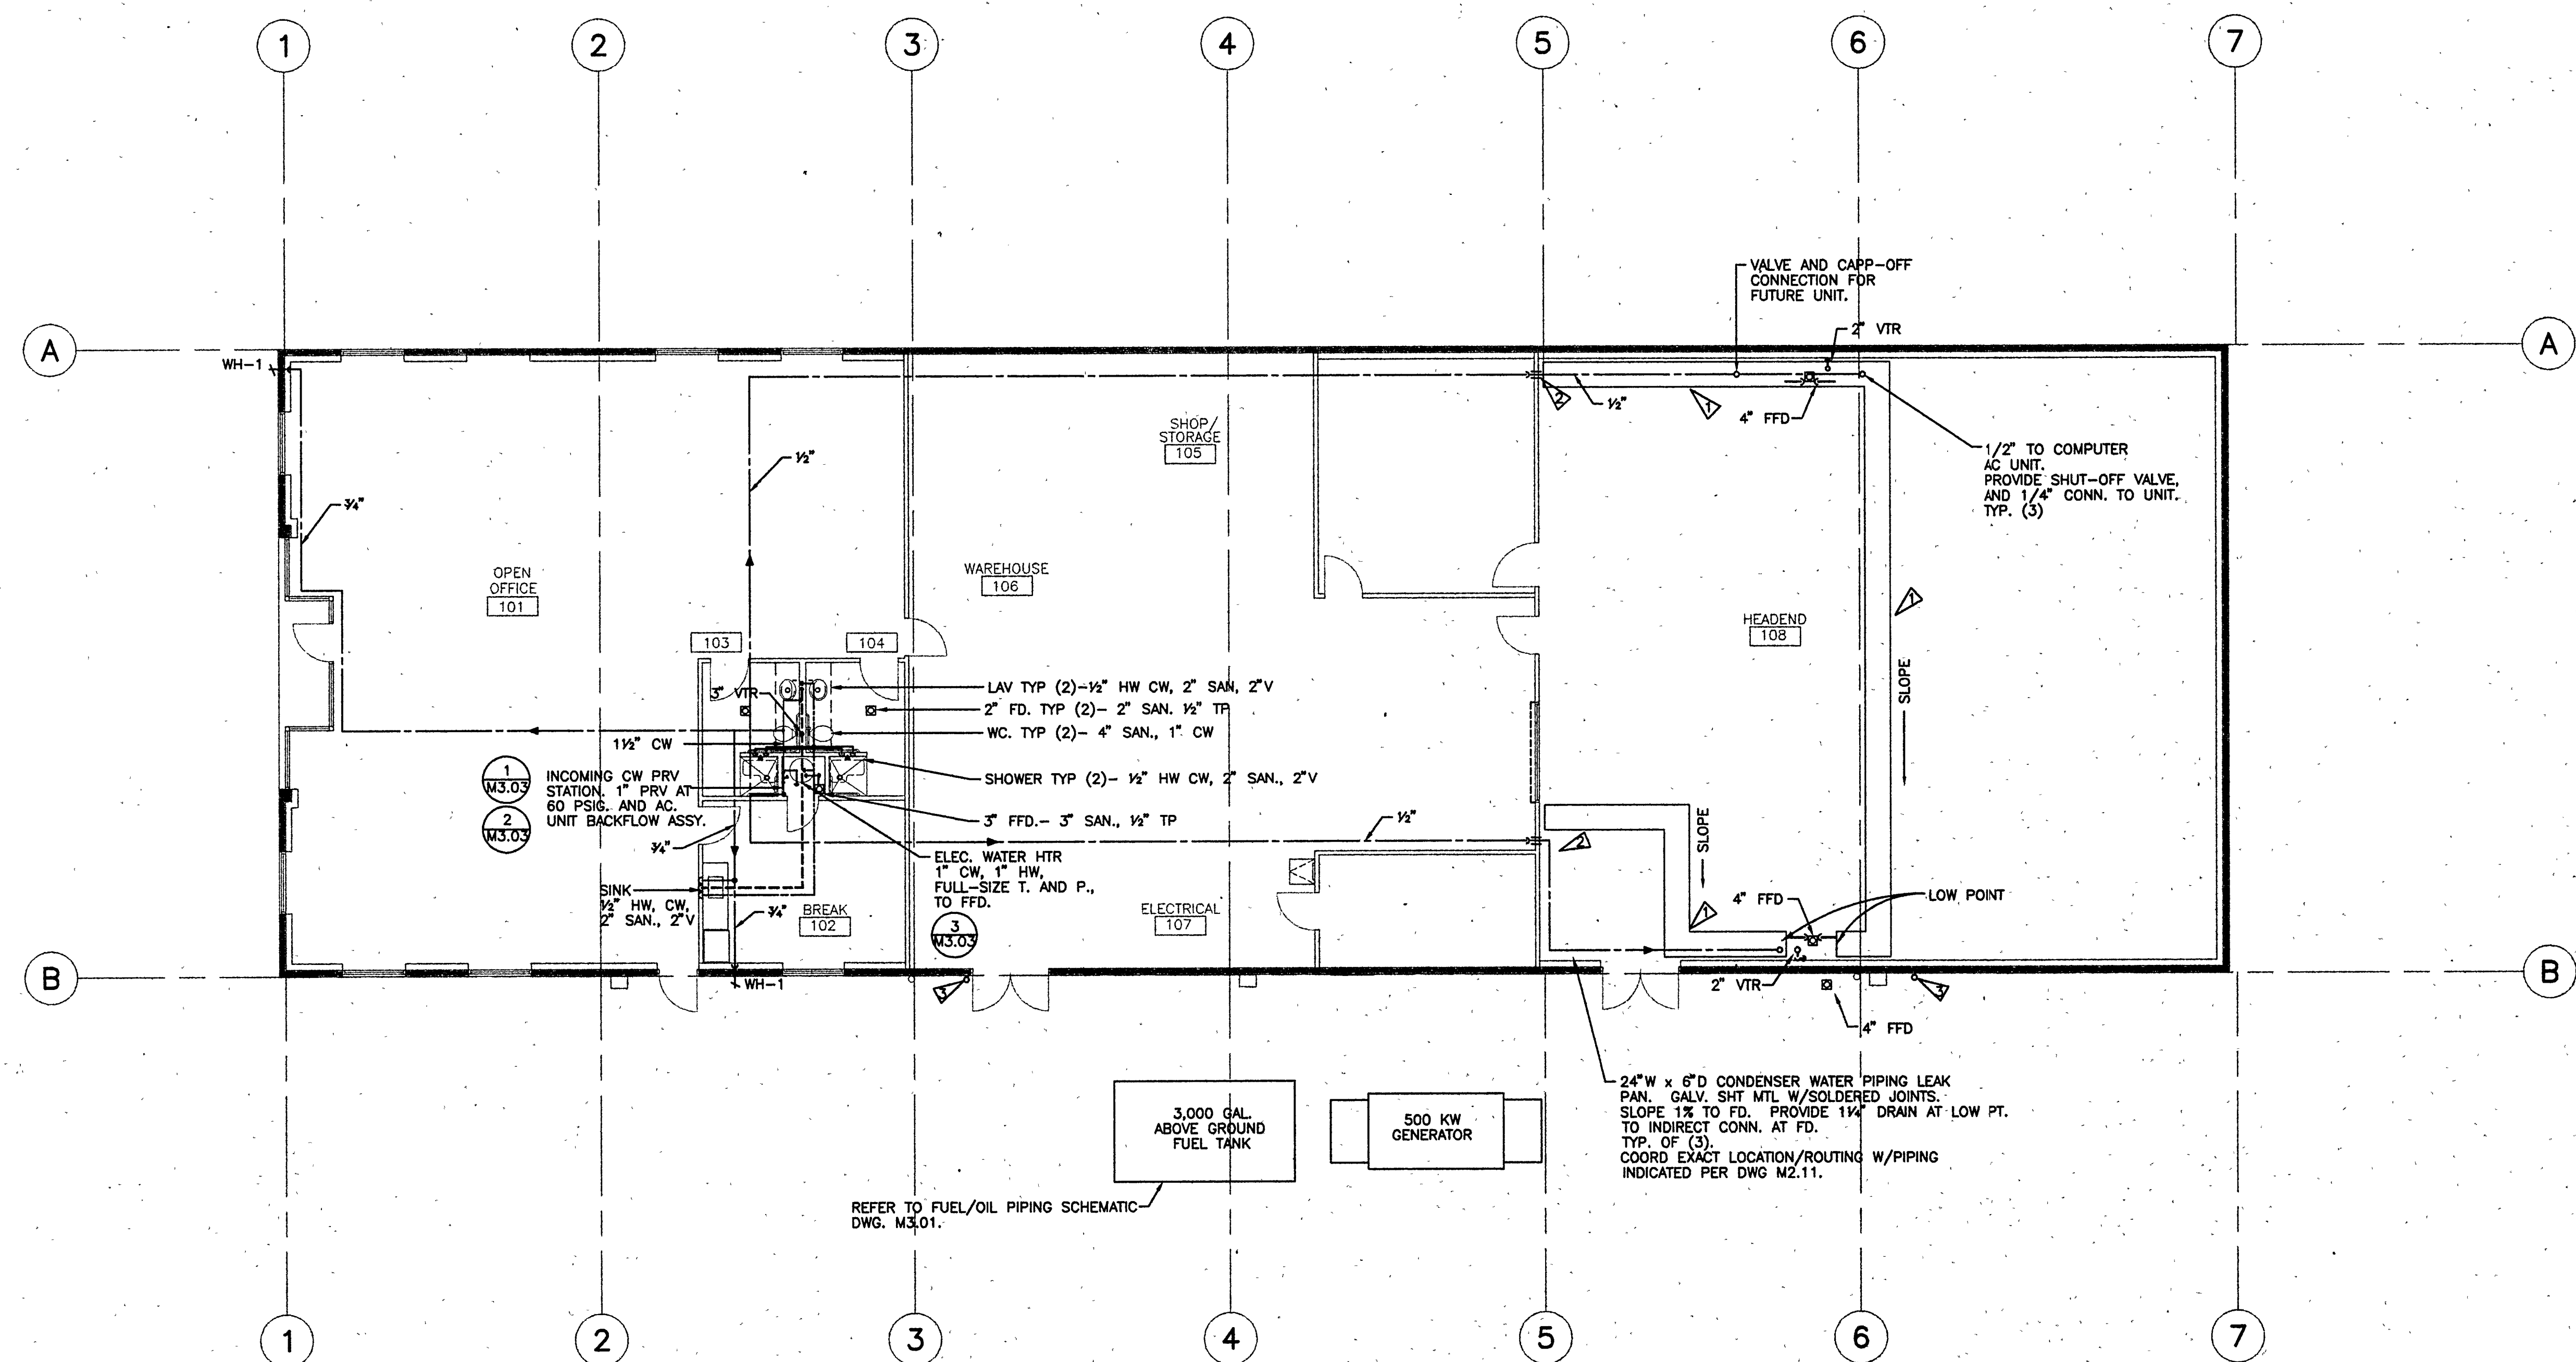 1 2 3 4 5 6 7
VALVE AND CAPP-OFF
CONNECTION FOR
FUTURE UNIT.
2" VTR
A
A
WH-1
2
1/2"
1
4" FFD
SHOP/
STORAGE
105
1/2"
1/2" TO COMPUTER
AC UNIT.
PROVIDE SHUT-OFF VALVE,
AND 1/4" CONN. TO UNIT.
TYP. (3)
3/4"
OPEN
OFFICE
101
WAREHOUSE
106
1
HEADEND
108
103
104
SLOPE
3" VTR
LAV TYP (2)-1/2" HW CW, 2" SAN, 2"V
2" FD. TYP (2)- 2" SAN. 1/2" TP
WC. TYP (2)- 4" SAN., 1" CW
1 1/2" CW
SHOWER TYP (2)- 1/2" HW CW, 2" SAN., 2"V
1
M3.03
2
M3.03
INCOMING CW PRV
STATION. 1" PRV AT
60 PSIG. AND AC.
UNIT BACKFLOW ASSY.
3" FFD.- 3" SAN., 1/2" TP
1/2"
2
SLOPE
3/4"
ELEC. WATER HTR
1" CW, 1" HW,
FULL-SIZE T. AND P.,
TO FFD.
3
M3.03
SINK
1/2" HW, CW,
2" SAN., 2"V
3/4"
BREAK
102
ELECTRICAL
107
1
4" FFD
LOW POINT
B
B
WH-1
3
2" VTR
3
4" FFD
3,000 GAL.
ABOVE GROUND
FUEL TANK
500 KW
GENERATOR
24"W x 6"D CONDENSER WATER PIPING LEAK
PAN. GALV. SHT MTL W/SOLDERED JOINTS.
SLOPE 1% TO FD. PROVIDE 1 1/4" DRAIN AT LOW PT.
TO INDIRECT CONN. AT FD.
TYP. OF (3).
COORD EXACT LOCATION/ROUTING W/PIPING
INDICATED PER DWG M2.11.
REFER TO FUEL/OIL PIPING SCHEMATIC
DWG. M3.01.
1 2 3 4 5 6 7